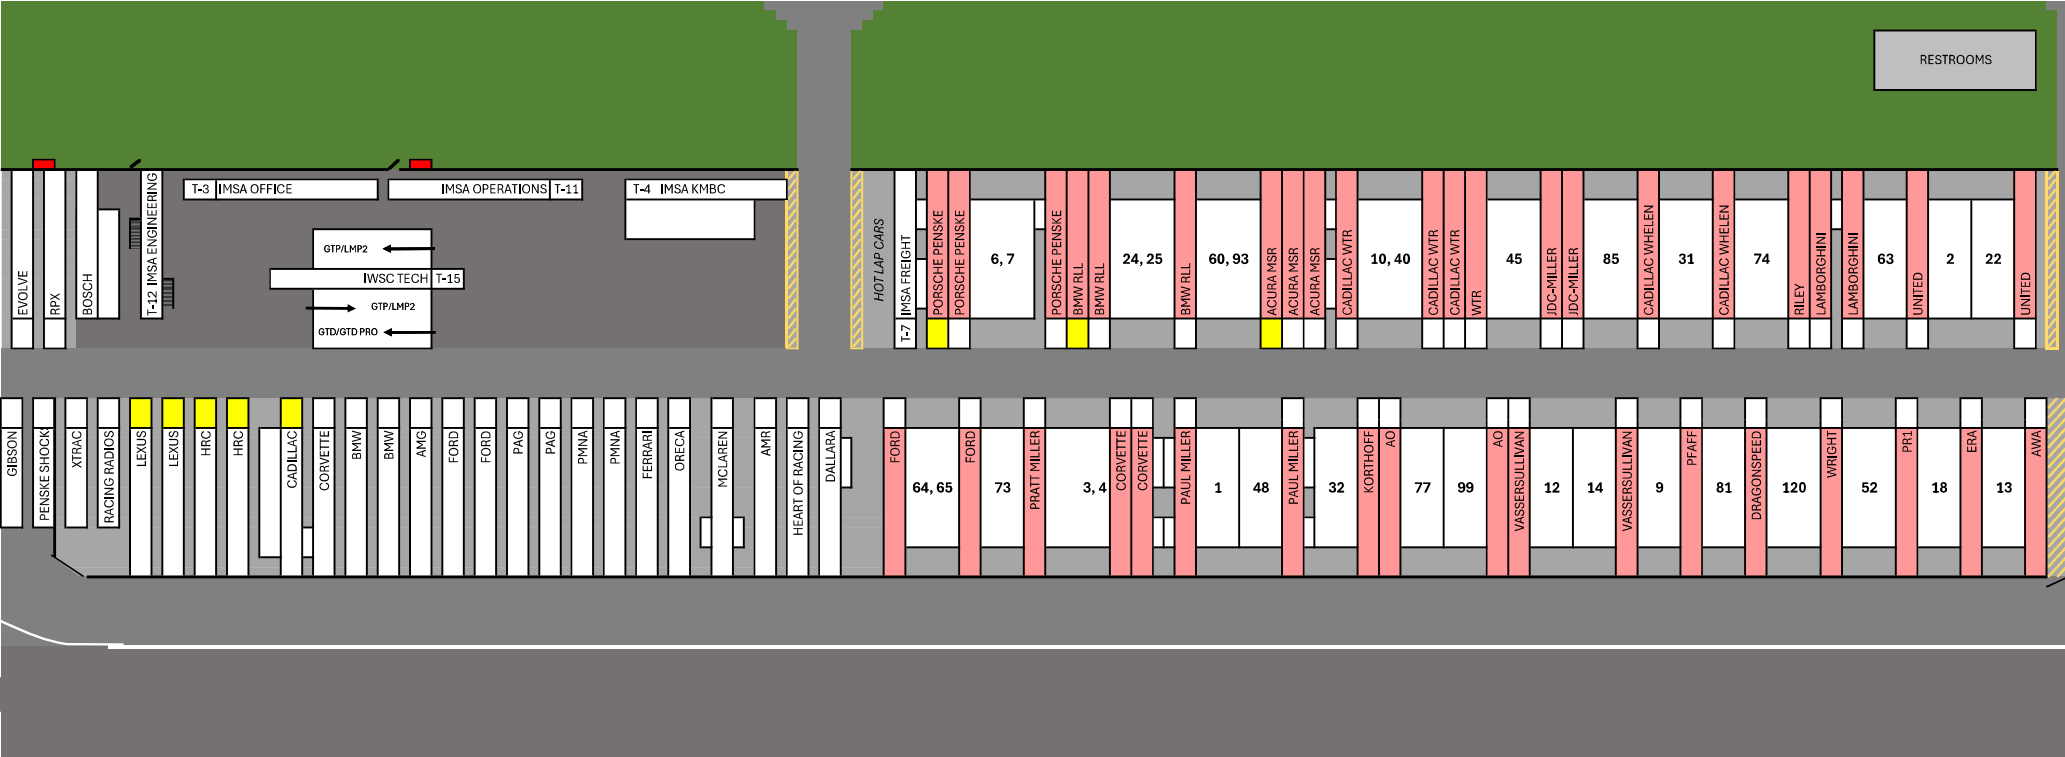 RESTROOMS
EVOLVE
RPX
BOSCH
T-12 IMSA ENGINEERING
T-3 IMSA OFFICE
IMSA OPERATIONS T-11
T-4 IMSA KMBC
GTP/LMP2
IWSC TECH T-15
GTP/LMP2
GTD/GTD PRO
HOT LAP CARS
T-7 IMSA FREIGHT
PORSCHE PENSKE
PORSCHE PENSKE
6, 7
PORSCHE PENSKE
BMW RLL
BMW RLL
24, 25
BMW RLL
60, 93
ACURA MSR
ACURA MSR
ACURA MSR
CADILLAC WTR
10, 40
CADILLAC WTR
CADILLAC WTR
WTR
45
JDC-MILLER
JDC-MILLER
85
CADILLAC WHELEN
31
CADILLAC WHELEN
74
RILEY
LAMBORGHINI
LAMBORGHINI
63
UNITED
2
22
UNITED
GIBSON
PENSKE SHOCK
XTRAC
RACING RADIOS
LEXUS
LEXUS
HRC
HRC
CADILLAC
CORVETTE
BMW
BMW
AMG
FORD
FORD
PAG
PAG
PMNA
PMNA
FERRARI
ORECA
MCLAREN
AMR
HEART OF RACING
DALLARA
FORD
64, 65
FORD
73
PRATT MILLER
3, 4
CORVETTE
CORVETTE
PAUL MILLER
1
48
PAUL MILLER
32
KORTHOFF
AO
77
99
AO
VASSERSULLIVAN
12
14
VASSERSULLIVAN
9
PFAFF
81
DRAGONSPEED
120
WRIGHT
52
PR1
18
ERA
13
AWA